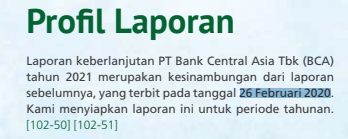 Profil Laporan
Laporan keberlanjutan PT Bank Central Asia Tbk (BCA)
tahun 2021 merupakan kesinambungan dari laporan
sebelumnya, yang terbit pada tanggal 26 Februari 2020.
Kami menyiapkan laporan ini untuk periode tahunan.
[102-50] [102-51]